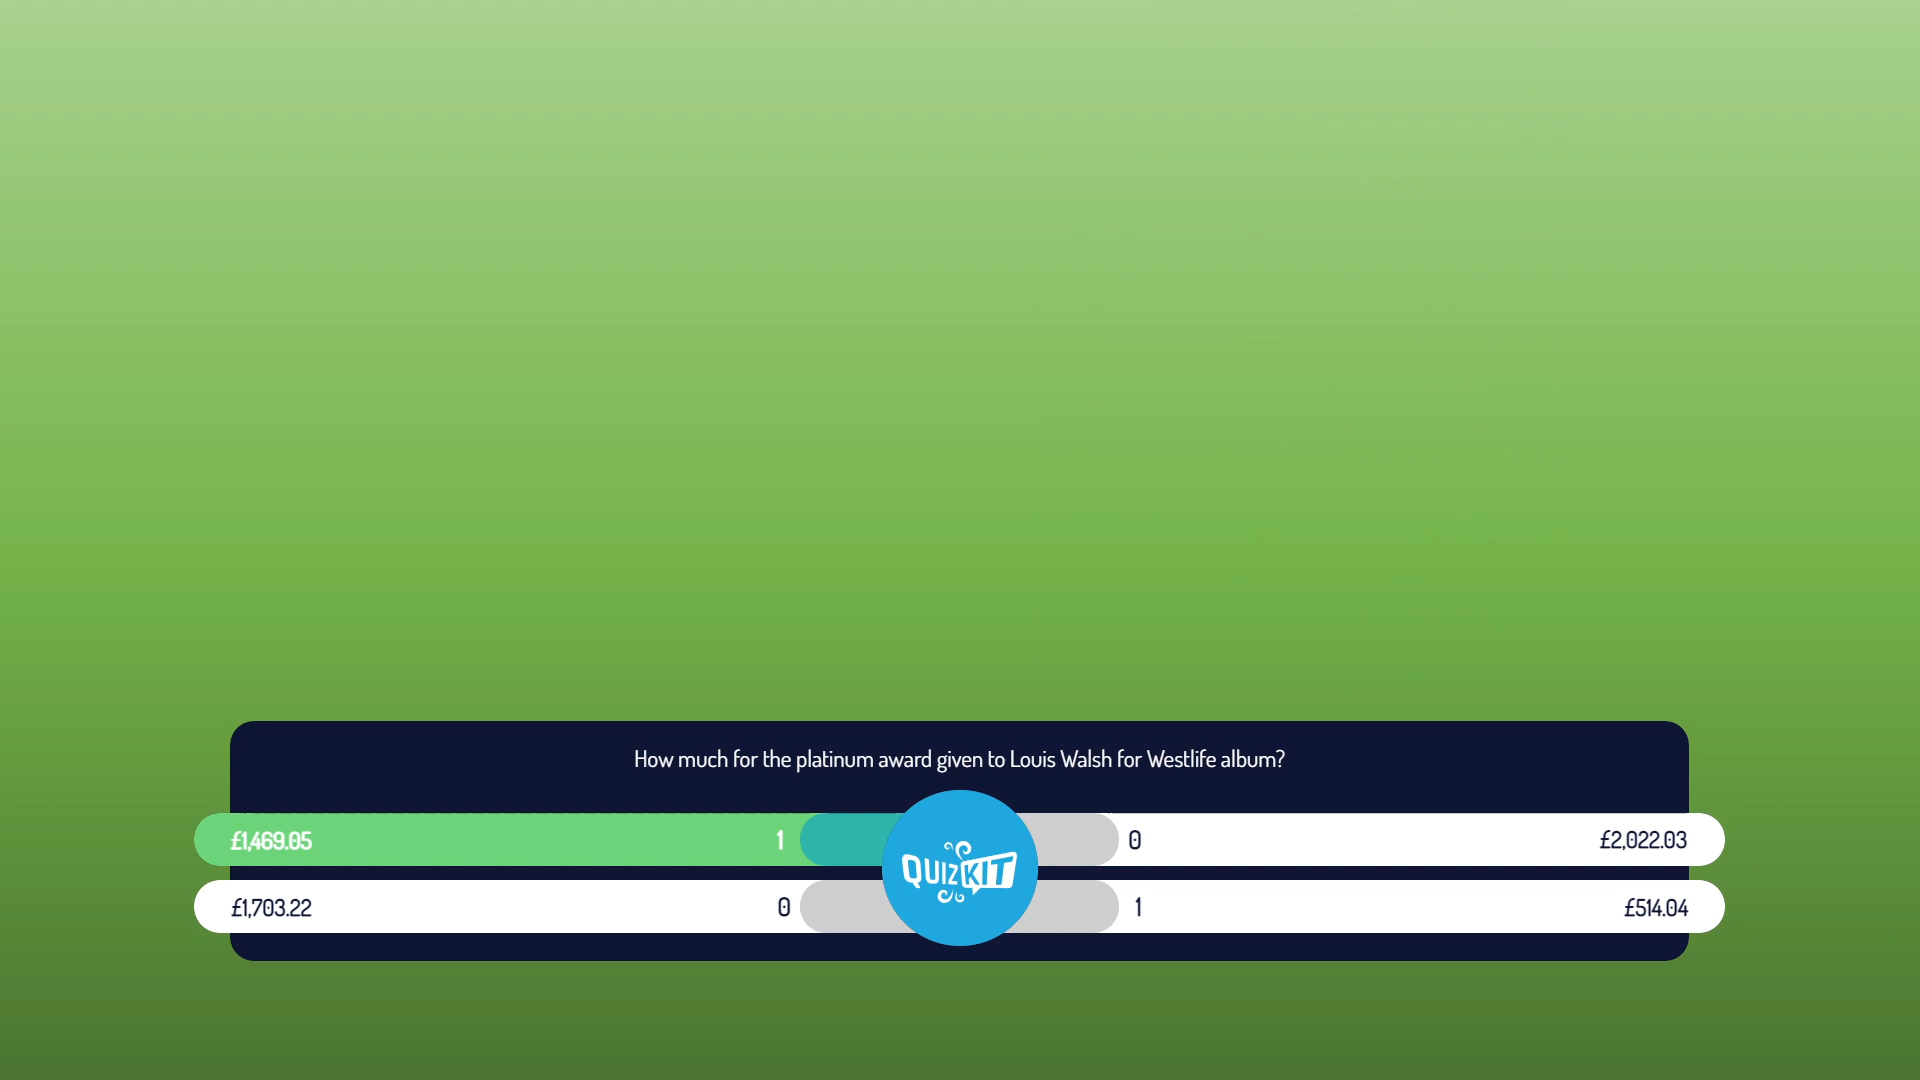 How much for the platinum award given to Louis Walsh for Westlife album?
£1,469.05 1 0 £2,022.03
QUIZKIT
£1,703.22 0 1 £514.04